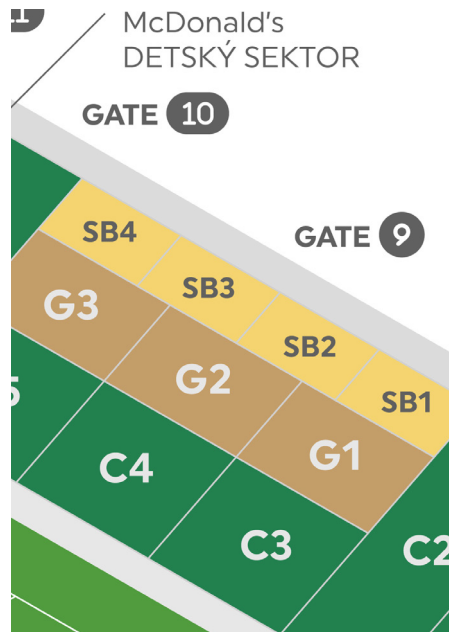 McDonald's
DETSKÝ SEKTOR
GATE 10
GATE 9
SB4
SB3
SB2
SB1
G3
G2
G1
C4
C3
C2